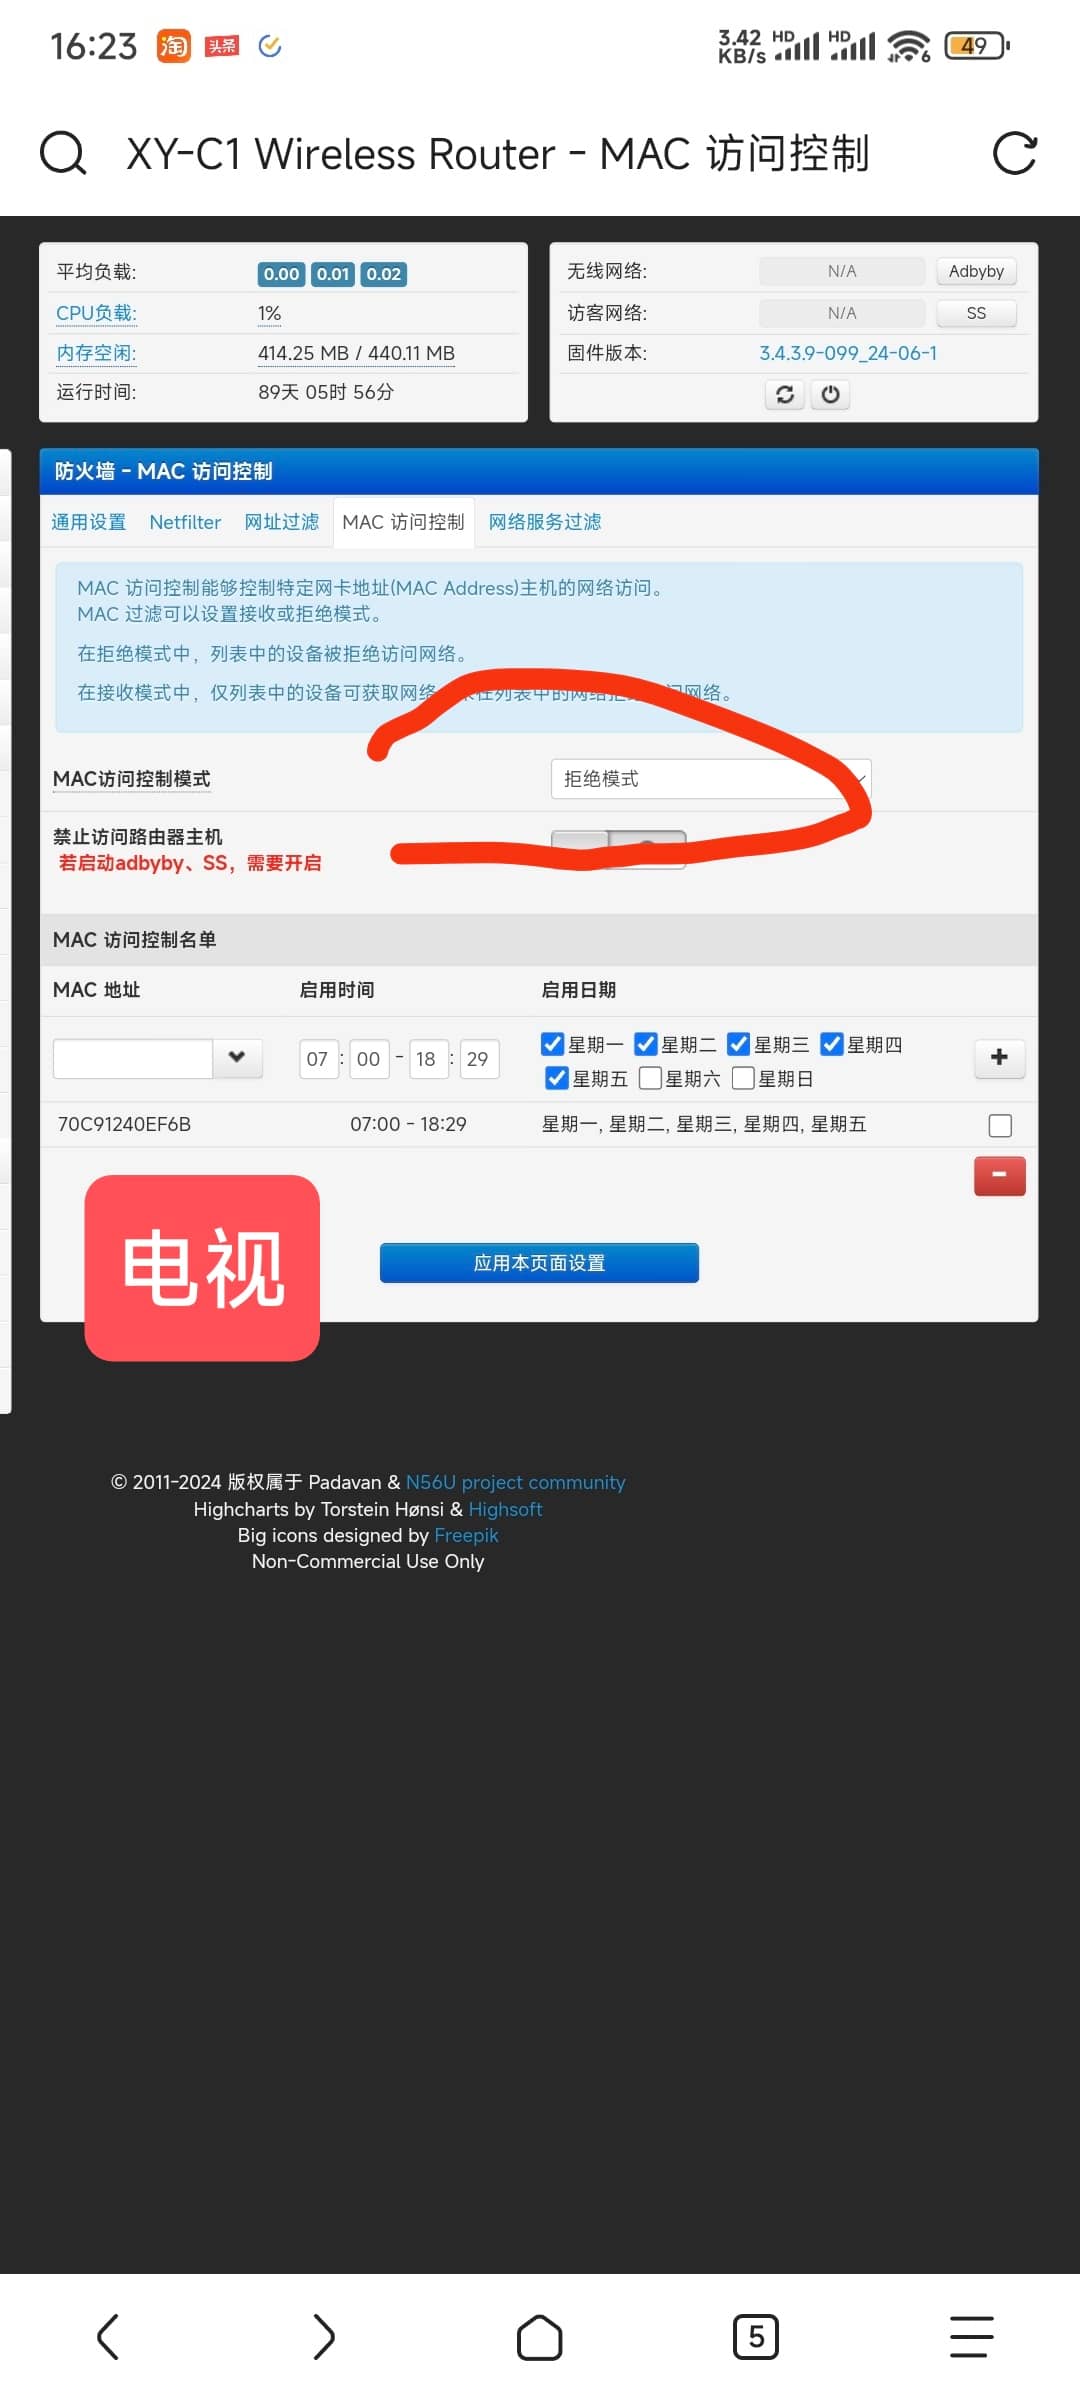 16:23 淘 头条 3.42 KB/s HD HD 6 49
XY-C1 Wireless Router - MAC 访问控制
平均负载: 0.00 0.01 0.02
CPU负载: 1%
内存空闲: 414.25 MB / 440.11 MB
运行时间: 89天 05时 56分
无线网络: N/A Adbyby
访客网络: N/A SS
固件版本: 3.4.3.9-099_24-06-1
防火墙 - MAC 访问控制
通用设置 Netfilter 网址过滤 MAC 访问控制 网络服务过滤
MAC 访问控制能够控制特定网卡地址(MAC Address)主机的网络访问。
MAC 过滤可以设置接收或拒绝模式。
在拒绝模式中，列表中的设备被拒绝访问网络。
在接收模式中，仅列表中的设备可获取网络 在列表中的网络 网络。
MAC访问控制模式 拒绝模式
禁止访问路由器主机
若启动adbyby、SS，需要开启
MAC 访问控制名单
MAC 地址 启用时间 启用日期
07 : 00 - 18 : 29 星期一 星期二 星期三 星期四
星期五 星期六 星期日
+
70C91240EF6B 07:00 - 18:29 星期一, 星期二, 星期三, 星期四, 星期五
-
电视
应用本页面设置
© 2011-2024 版权属于 Padavan & N56U project community
Highcharts by Torstein Hønsi & Highsoft
Big icons designed by Freepik
Non-Commercial Use Only
5